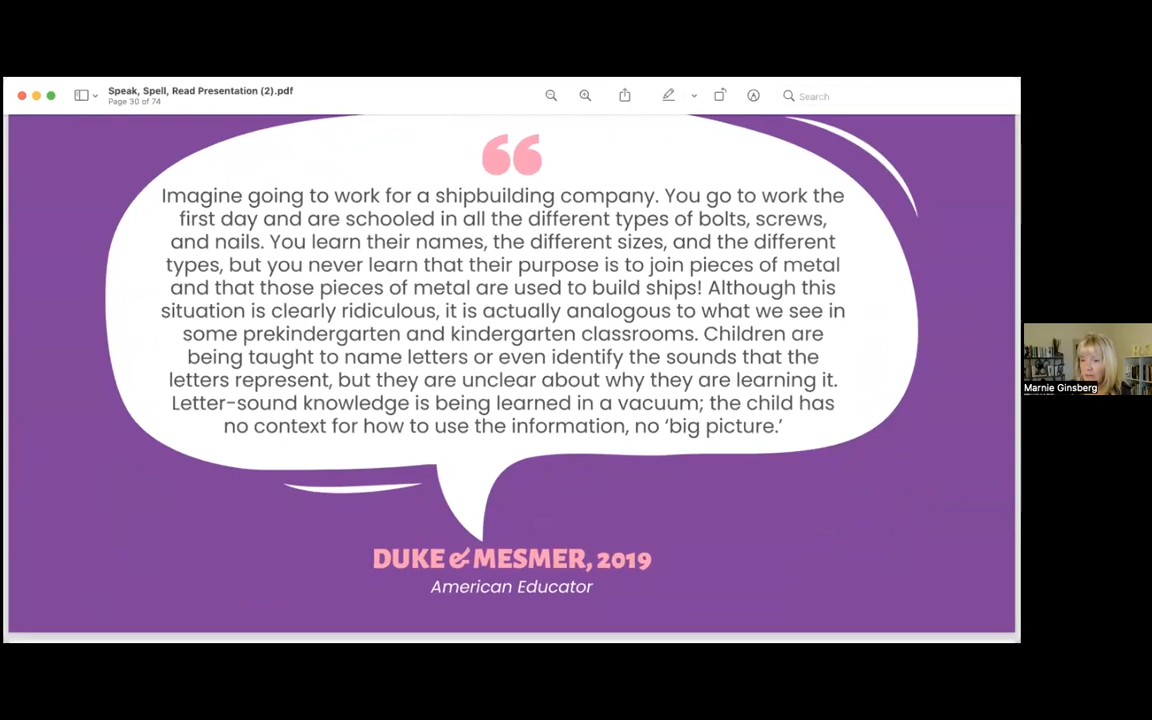 Speak, Spell, Read Presentation (2).pdf
Page 30 of 74
Search
Imagine going to work for a shipbuilding company. You go to work the
first day and are schooled in all the different types of bolts, screws,
and nails. You learn their names, the different sizes, and the different
types, but you never learn that their purpose is to join pieces of metal
and that those pieces of metal are used to build ships! Although this
situation is clearly ridiculous, it is actually analogous to what we see in
some prekindergarten and kindergarten classrooms. Children are
being taught to name letters or even identify the sounds that the
letters represent, but they are unclear about why they are learning it.
Letter-sound knowledge is being learned in a vacuum; the child has
no context for how to use the information, no ‘big picture.’
DUKE & MESMER, 2019
American Educator
Marnie Ginsberg